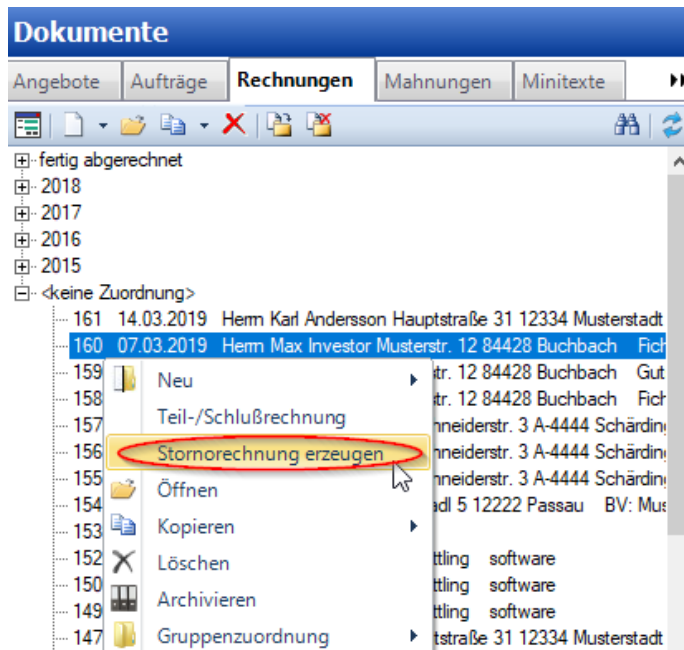 Dokumente
Angebote Aufträge Rechnungen Mahnungen Minitexte
fertig abgerechnet
2018
2017
2016
2015
<keine Zuordnung>
161 14.03.2019 Herrn Karl Andersson Hauptstraße 31 12334 Musterstadt
160 07.03.2019 Herrn Max Investor Musterstr. 12 84428 Buchbach Fich
159 Neu tr. 12 84428 Buchbach Gut
158 tr. 12 84428 Buchbach Fich
157 Teil-/Schlußrechnung nneiderstr. 3 A-4444 Schärding
156 Stornorechnung erzeugen nneiderstr. 3 A-4444 Schärding
155 Öffnen nneiderstr. 3 A-4444 Schärding
154 adl 5 12222 Passau BV: Mus
153 Kopieren
152 Löschen ttling software
150 ttling software
149 Archivieren ttling software
147 Gruppenzuordnung tstraße 31 12334 Musterstadt